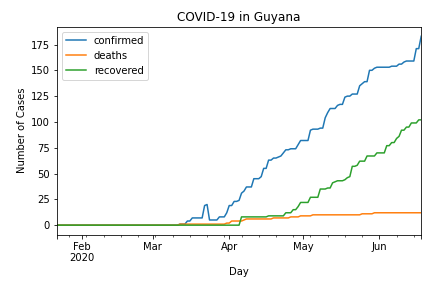 COVID-19 in Guyana
confirmed
deaths
recovered
Number of Cases
175
150
125
100
75
50
25
0
Feb
2020
Mar
Apr
May
Jun
Day